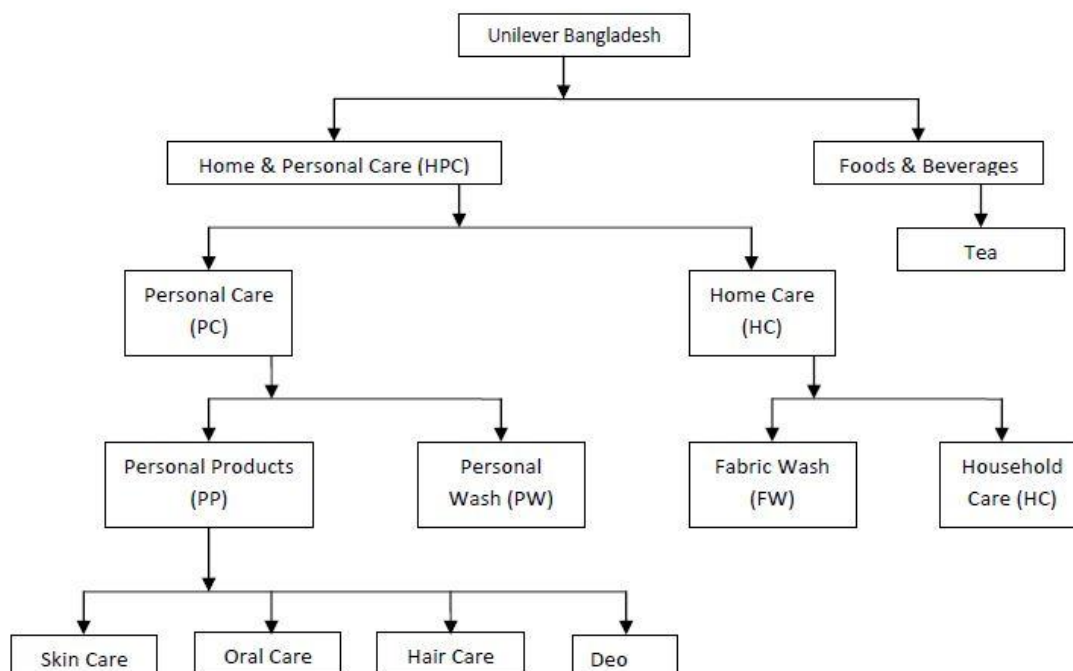 Unilever Bangladesh
Home & Personal Care (HPC)
Foods & Beverages
Tea
Personal Care
(PC)
Home Care
(HC)
Personal Products
(PP)
Personal
Wash (PW)
Fabric Wash
(FW)
Household
Care (HC)
Skin Care
Oral Care
Hair Care
Deo